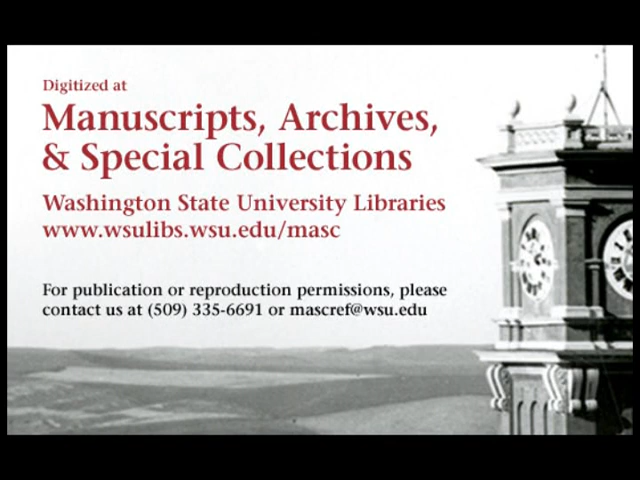 Digitized at
Manuscripts, Archives,
& Special Collections
Washington State University Libraries
www.wsulibs.wsu.edu/masc
For publication or reproduction permissions, please
contact us at (509) 335-6691 or mascref@wsu.edu